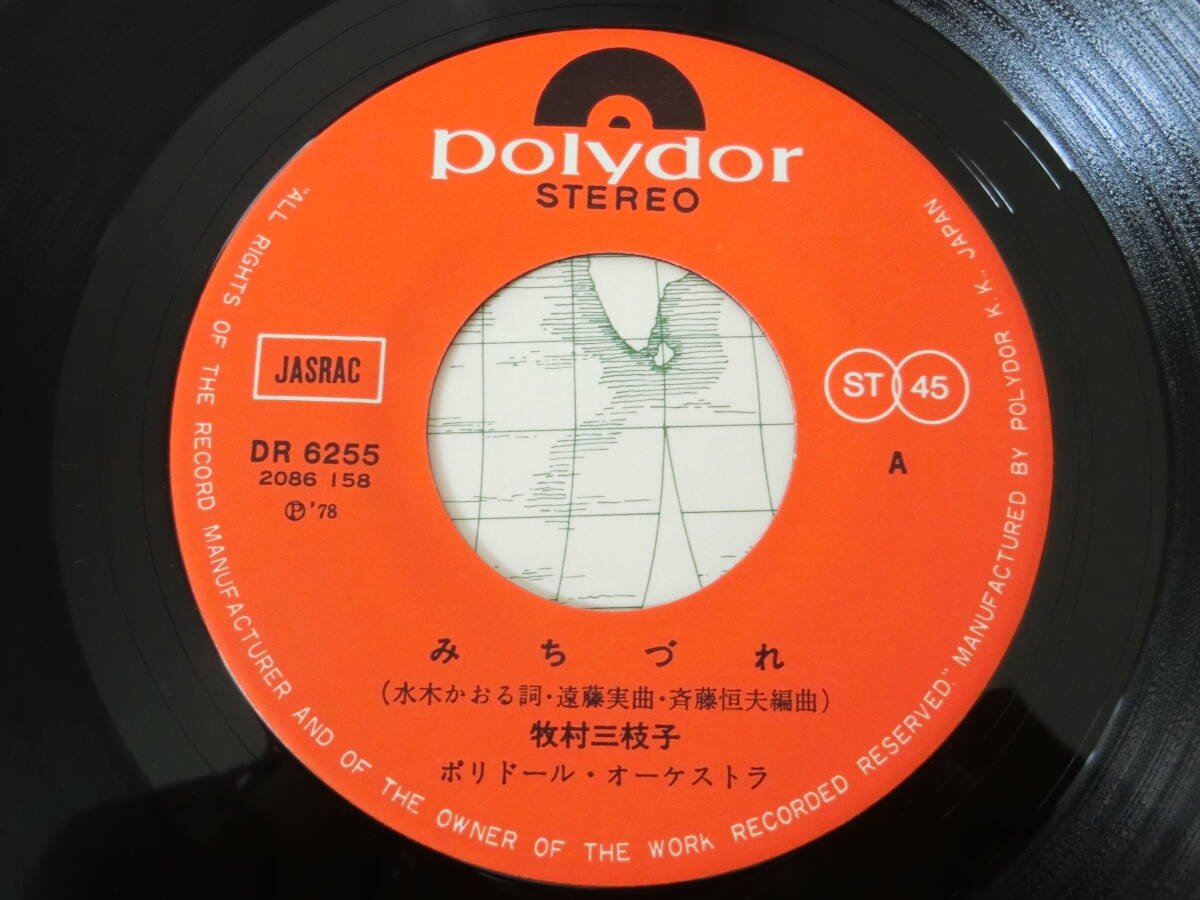 polydor
STEREO
JASRAC
ST 45
DR 6255
2086 158
A
Ⓟ'78
みちづれ
(水木かおる詞・遠藤実曲・斉藤恒夫編曲)
牧村三枝子
ポリドール・オーケストラ
"ALL RIGHTS OF THE RECORD MANUFACTURER AND OF THE OWNER OF THE WORK RECORDED RESERVED." MANUFACTURED BY POLYDOR K.K., JAPAN